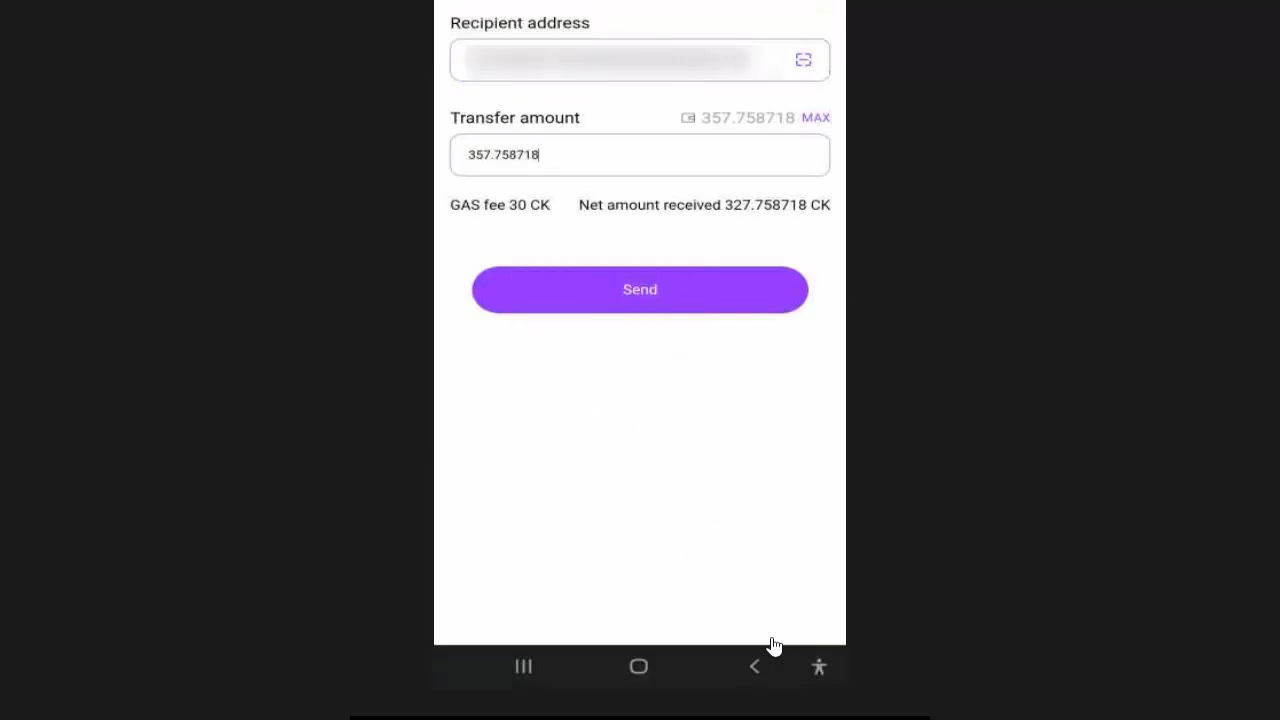 Recipient address
Transfer amount 357.758718 MAX
357.758718
GAS fee 30 CK Net amount received 327.758718 CK
Send